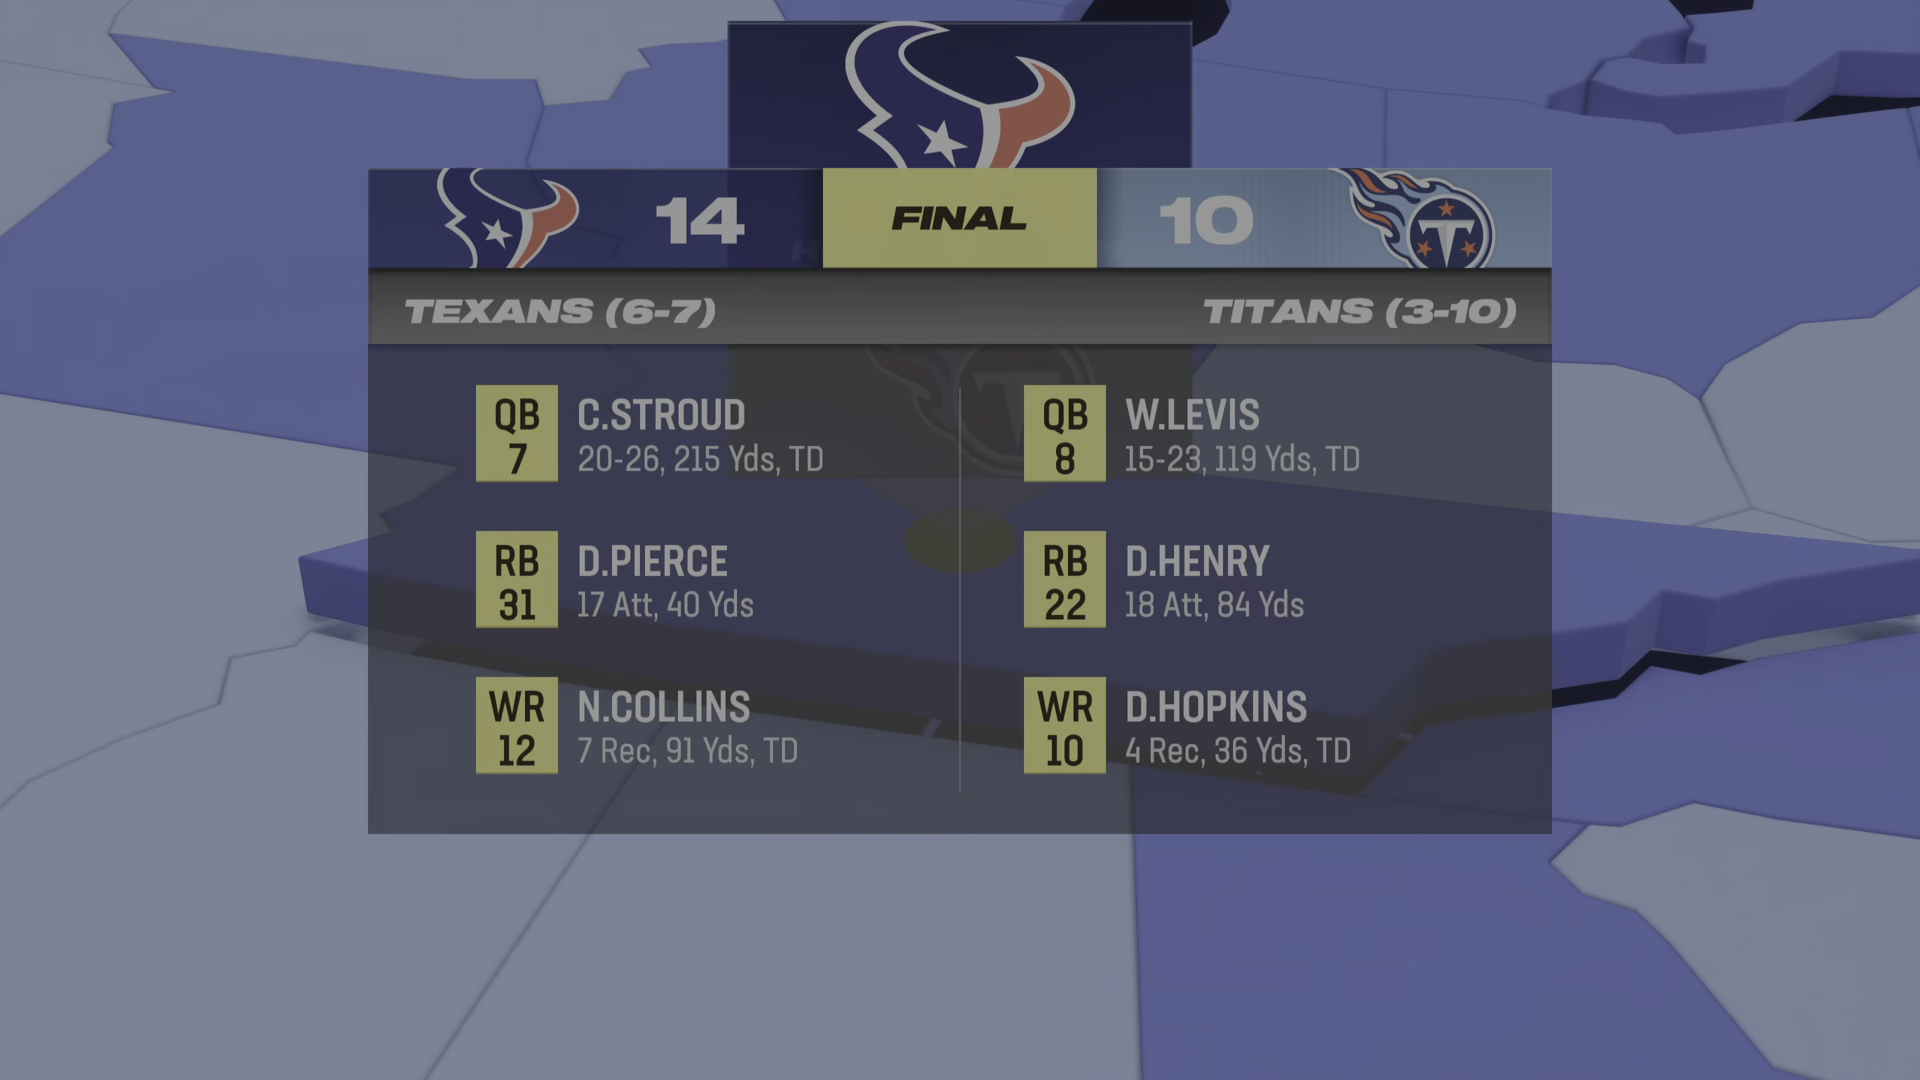 14
FINAL
10
TEXANS (6-7)
TITANS (3-10)
QB
7
C.STROUD
20-26, 215 Yds, TD
RB
31
D.PIERCE
17 Att, 40 Yds
WR
12
N.COLLINS
7 Rec, 91 Yds, TD
QB
8
W.LEVIS
15-23, 119 Yds, TD
RB
22
D.HENRY
18 Att, 84 Yds
WR
10
D.HOPKINS
4 Rec, 36 Yds, TD